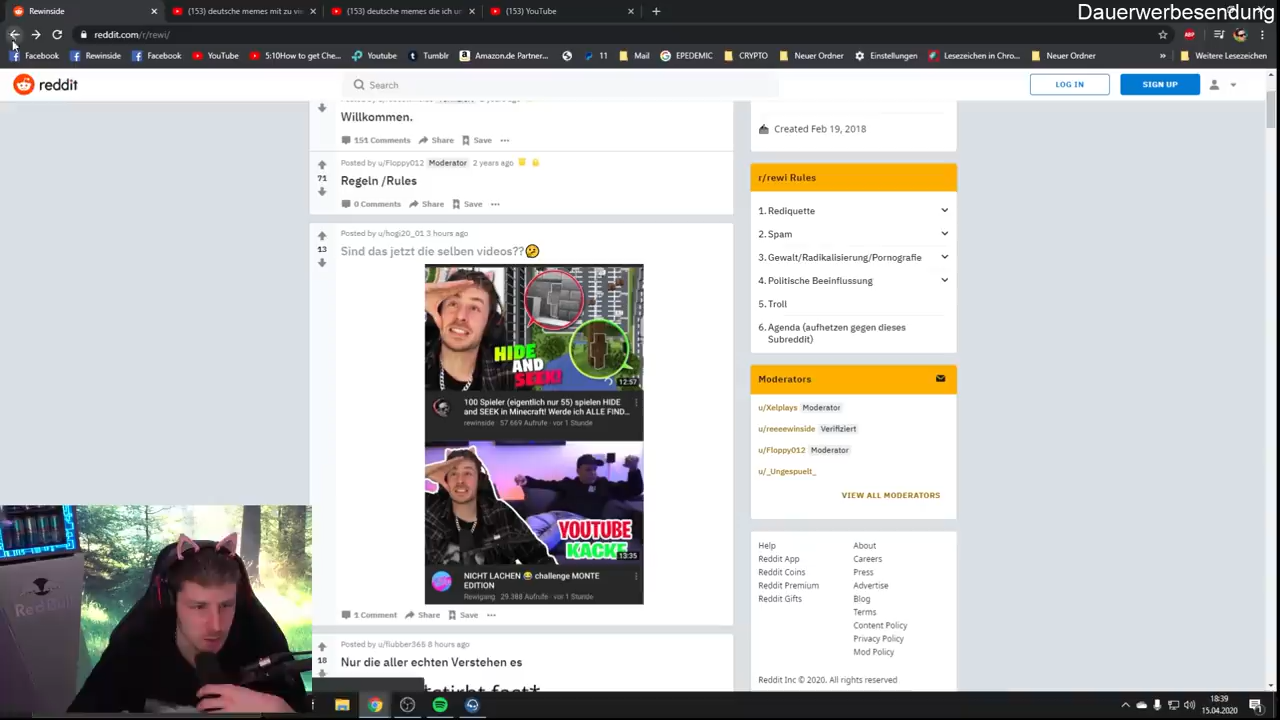 Rewinside
(153) deutsche memes mit zu vie
(153) deutsche memes die ich un
(153) YouTube
Dauerwerbesendung
reddit.com/r/rewi/
Facebook
Rewinside
Facebook
YouTube
5:10How to get Che...
Youtube
Tumblr
Amazon.de Partner...
11
Mail
EPEDEMIC
CRYPTO
Neuer Ordner
Einstellungen
Lesezeichen in Chro...
Neuer Ordner
Weitere Lesezeichen
reddit
Search
LOG IN
SIGN UP
Willkommen.
151 Comments Share Save
Posted by u/Floppy012 Moderator 2 years ago
71
Regeln /Rules
0 Comments Share Save
Posted by u/hogi20_01 3 hours ago
13
Sind das jetzt die selben videos??
HIDE
AND
SEEK!
12:57
100 Spieler (eigentlich nur 55) spielen HIDE
and SEEK in Minecraft! Werde ich ALLE FIND...
rewinside · 57.669 Aufrufe · vor 1 Stunde
YOUTUBE
KACKE
13:35
NICHT LACHEN challenge MONTE
EDITION
Rewigang · 29.388 Aufrufe · vor 1 Stunde
1 Comment Share Save
Posted by u/flubber365 8 hours ago
18
Nur die aller echten Verstehen es
Created Feb 19, 2018
r/rewi Rules
1. Rediquette
2. Spam
3. Gewalt/Radikalisierung/Pornografie
4. Politische Beeinflussung
5. Troll
6. Agenda (aufhetzen gegen dieses
Subreddit)
Moderators
u/Xelplays Moderator
u/reeeewinside Verifiziert
u/Floppy012 Moderator
u/_Ungespuelt_
VIEW ALL MODERATORS
Help
Reddit App
Reddit Coins
Reddit Premium
Reddit Gifts
About
Careers
Press
Advertise
Blog
Terms
Content Policy
Privacy Policy
Mod Policy
Reddit Inc © 2020. All rights reserved
18:39
15.04.2020